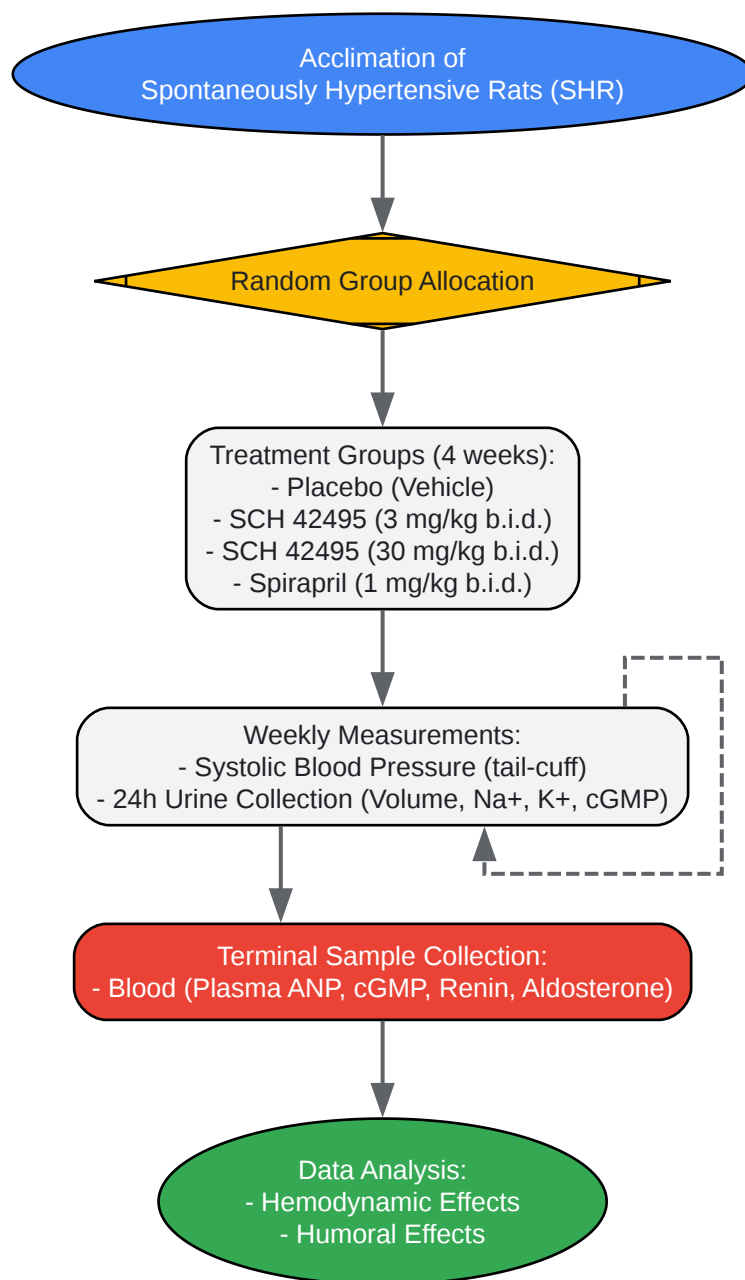 Acclimation of
Spontaneously Hypertensive Rats (SHR)
Random Group Allocation
Treatment Groups (4 weeks):
- Placebo (Vehicle)
- SCH 42495 (3 mg/kg b.i.d.)
- SCH 42495 (30 mg/kg b.i.d.)
- Spirapril (1 mg/kg b.i.d.)
Weekly Measurements:
- Systolic Blood Pressure (tail-cuff)
- 24h Urine Collection (Volume, Na+, K+, cGMP)
Terminal Sample Collection:
- Blood (Plasma ANP, cGMP, Renin, Aldosterone)
Data Analysis:
- Hemodynamic Effects
- Humoral Effects